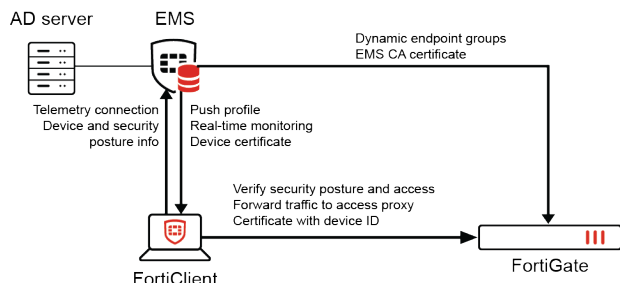 AD server
EMS
Dynamic endpoint groups
EMS CA certificate
Telemetry connection
Device and security
posture info
Push profile
Real-time monitoring
Device certificate
Verify security posture and access
Forward traffic to access proxy
Certificate with device ID
FortiClient
FortiGate